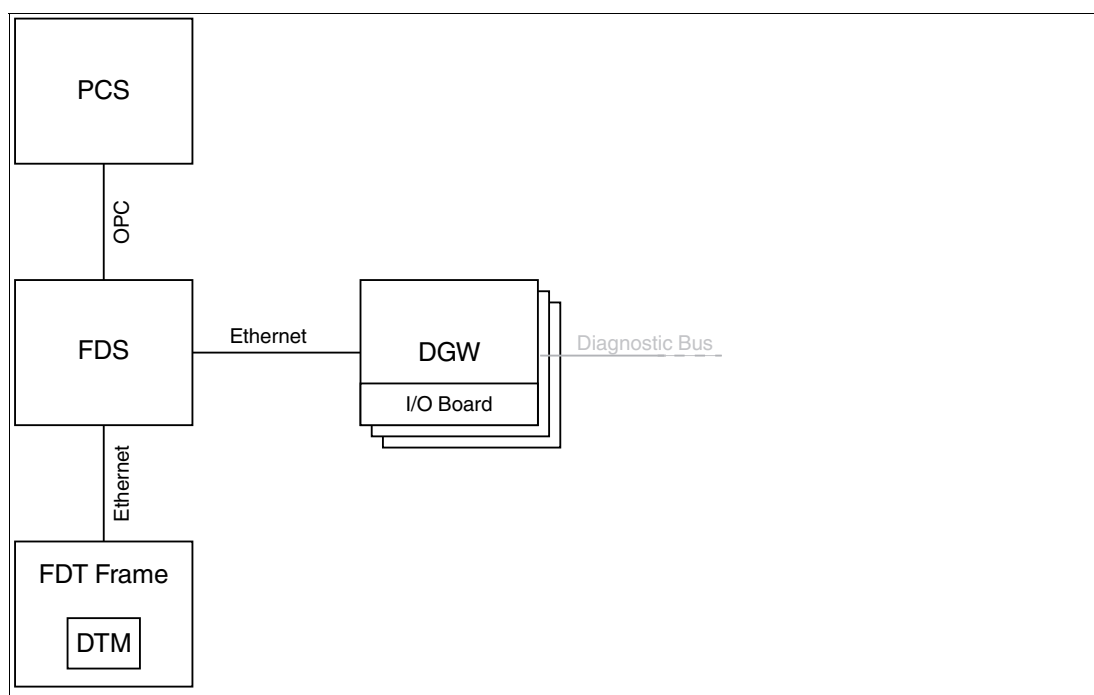 PCS
OPC
FDS
Ethernet
DGW
Diagnostic Bus
I/O Board
Ethernet
FDT Frame
DTM